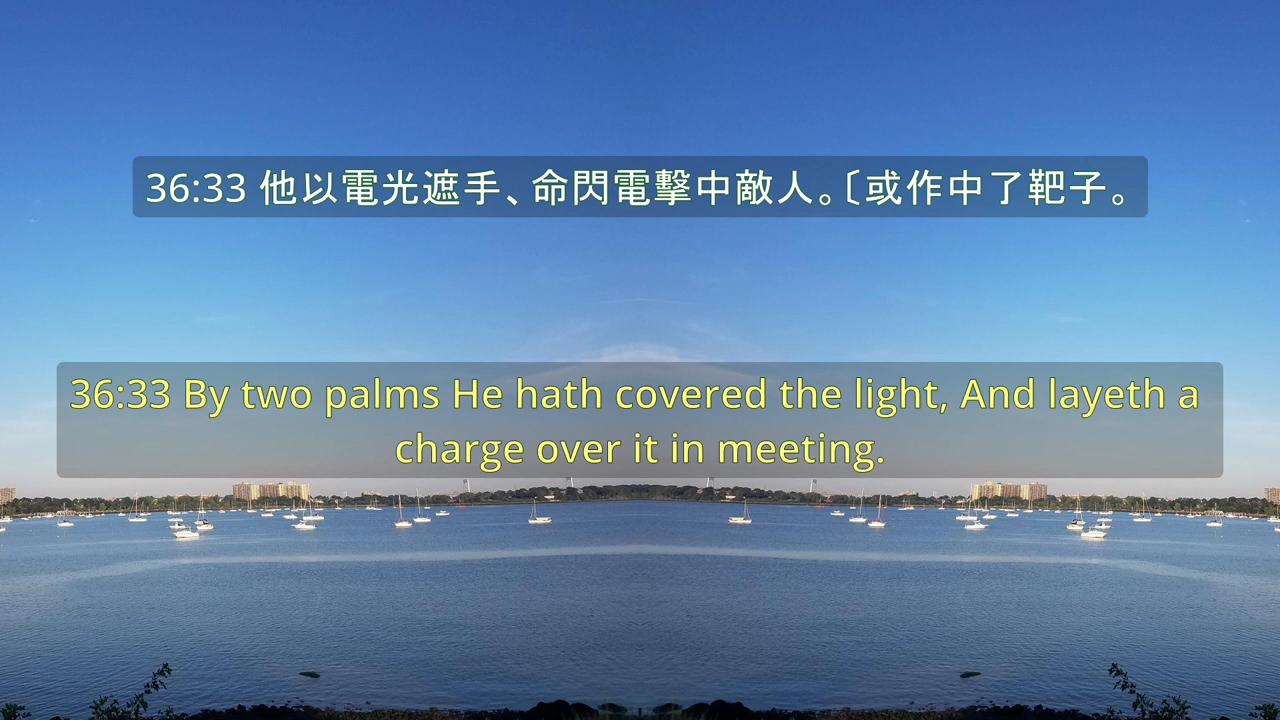 36:33 他以電光遮手、命閃電擊中敵人。〔或作中了靶子。
36:33 By two palms He hath covered the light, And layeth a
charge over it in meeting.